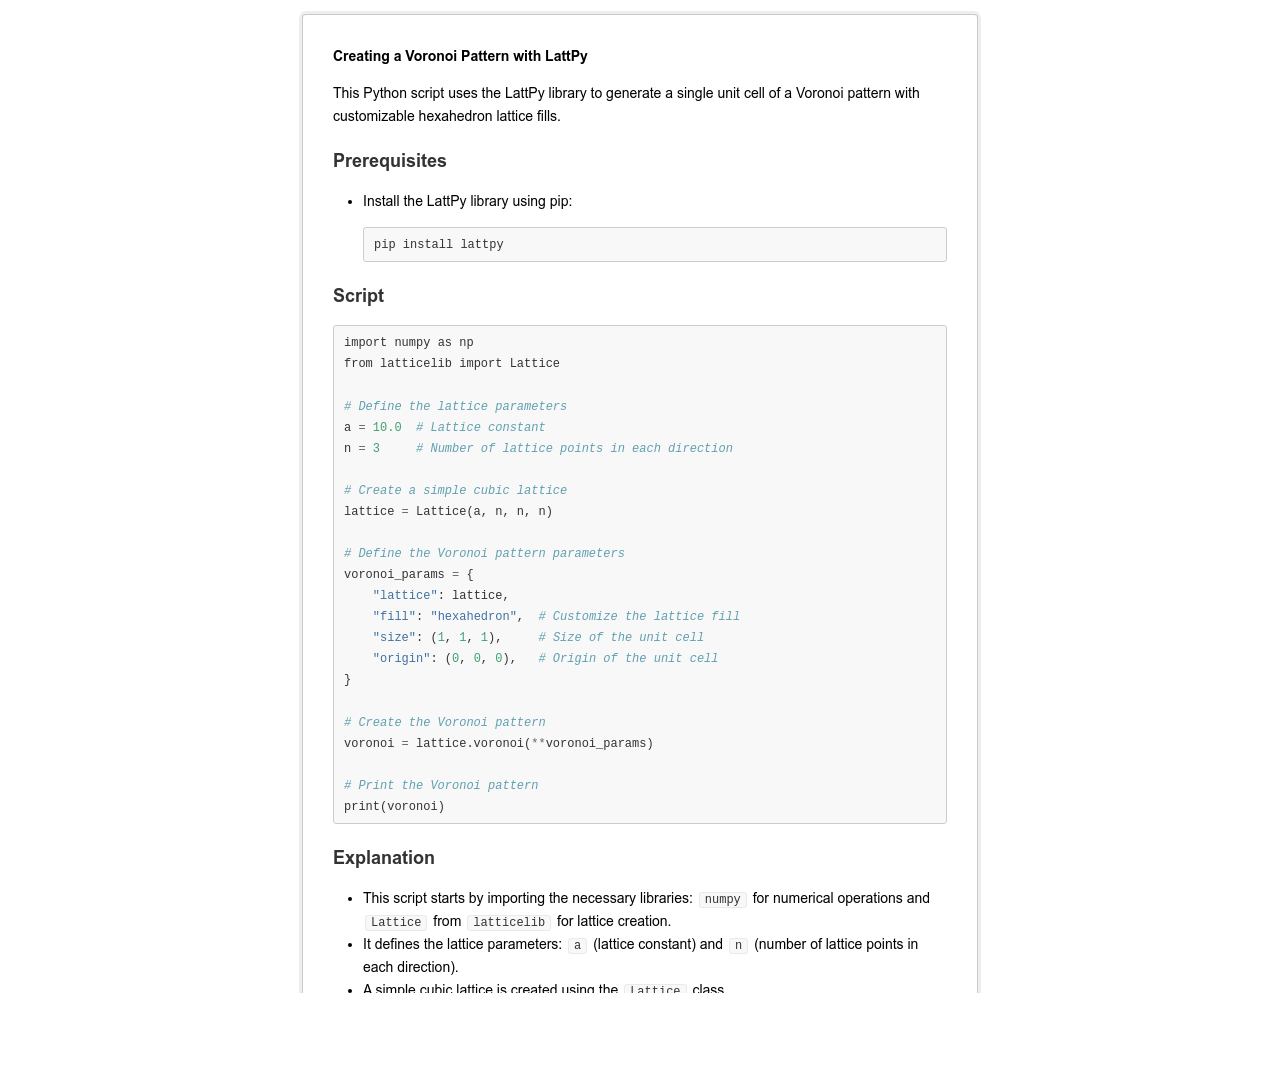 Creating a Voronoi Pattern with LattPy
This Python script uses the LattPy library to generate a single unit cell of a Voronoi pattern with
customizable hexahedron lattice fills.
Prerequisites
• Install the LattPy library using pip:
pip install lattpy
Script
import numpy as np
from latticelib import Lattice
# Define the lattice parameters
a = 10.0  # Lattice constant
n = 3     # Number of lattice points in each direction
# Create a simple cubic lattice
lattice = Lattice(a, n, n, n)
# Define the Voronoi pattern parameters
voronoi_params = {
    "lattice": lattice,
    "fill": "hexahedron",  # Customize the lattice fill
    "size": (1, 1, 1),     # Size of the unit cell
    "origin": (0, 0, 0),   # Origin of the unit cell
}
# Create the Voronoi pattern
voronoi = lattice.voronoi(**voronoi_params)
# Print the Voronoi pattern
print(voronoi)
Explanation
• This script starts by importing the necessary libraries: numpy for numerical operations and
Lattice from latticelib for lattice creation.
• It defines the lattice parameters: a (lattice constant) and n (number of lattice points in
each direction).
• A simple cubic lattice is created using the Lattice class.